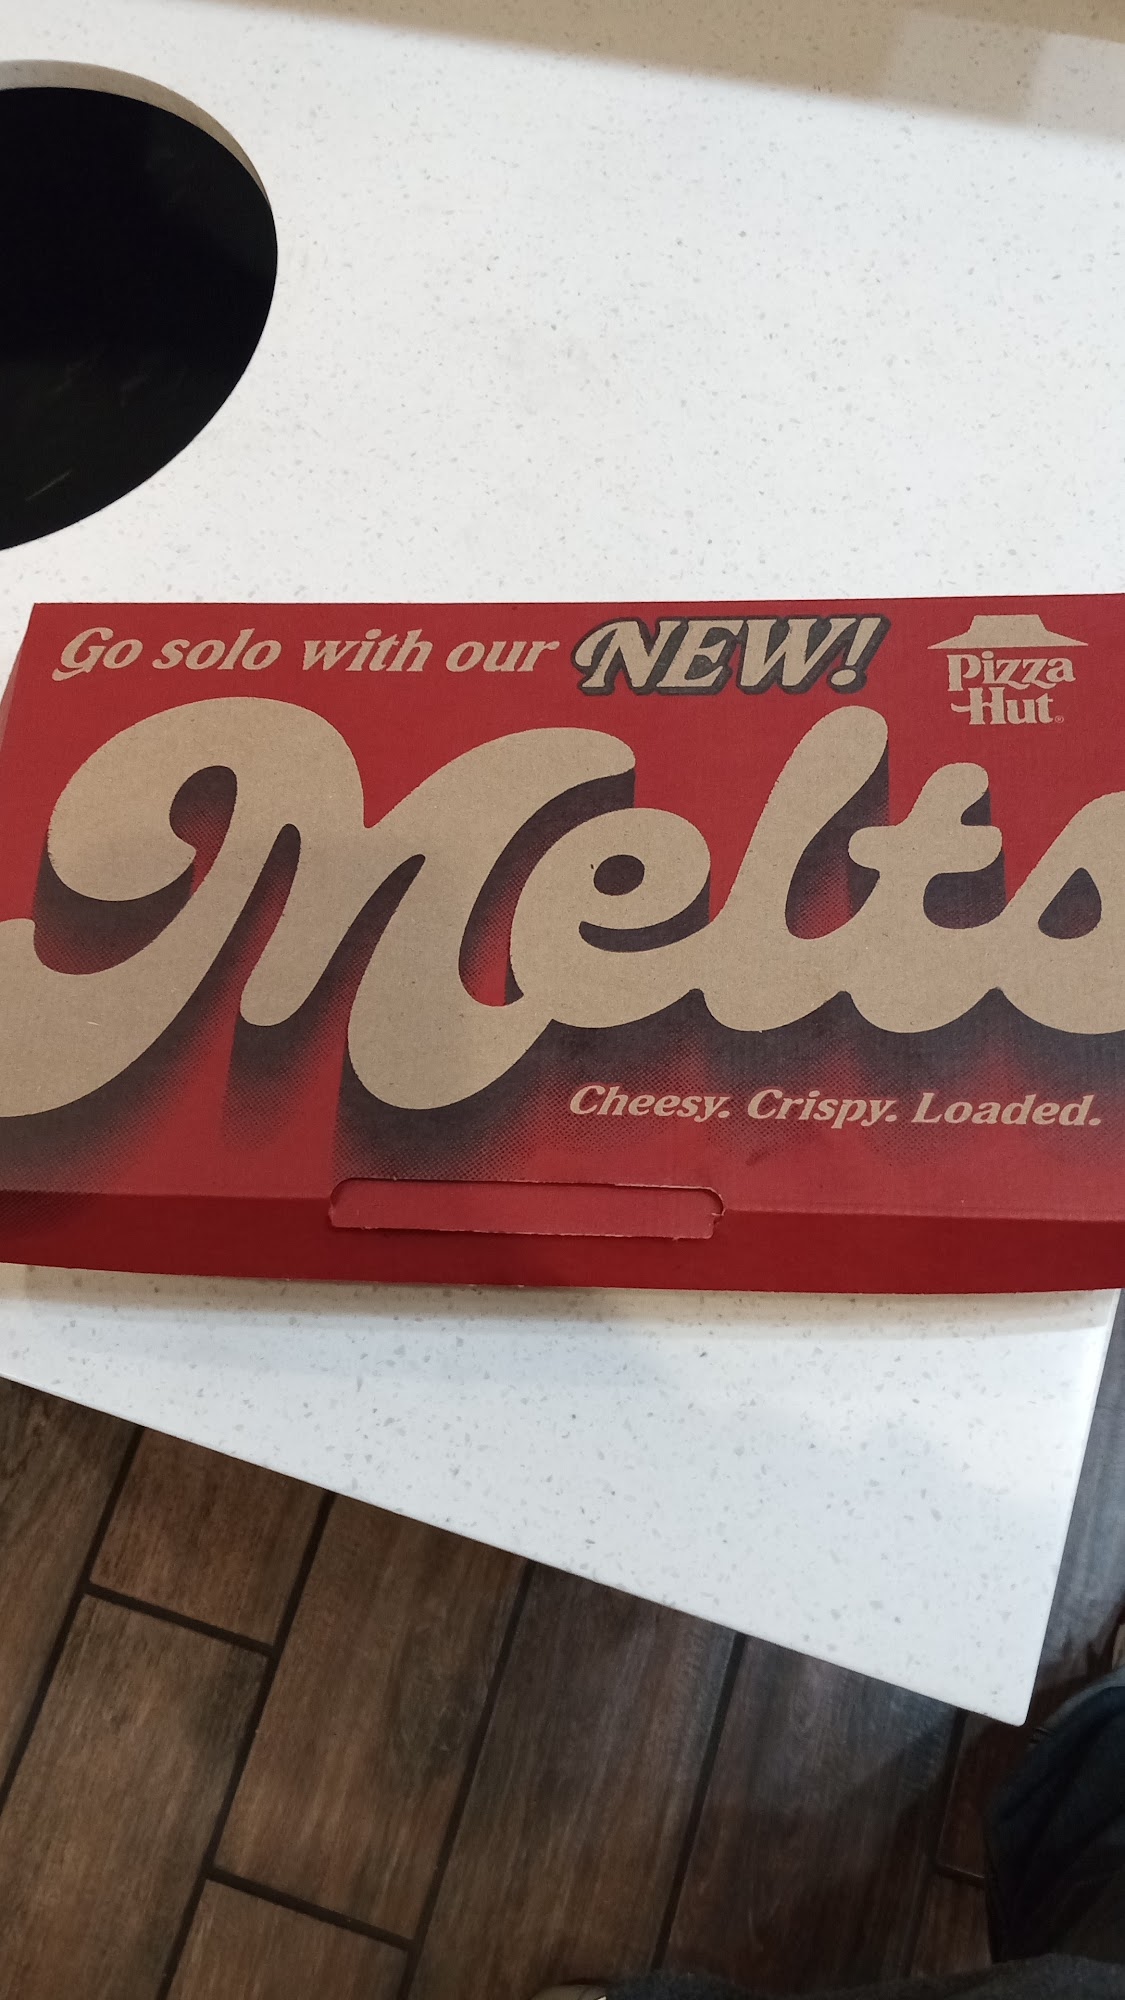 Go solo with our NEW!
Pizza
Hut®
Melts
Cheesy. Crispy. Loaded.